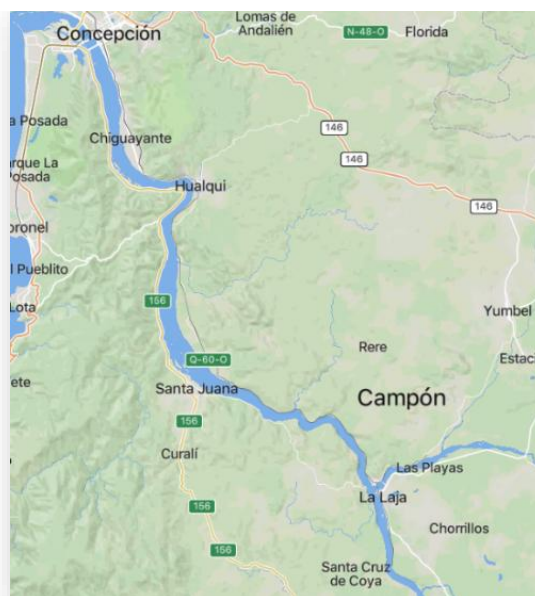 Lomas de
Andalién
N-48-O
Florida
Concepción
a Posada
146
Chiguayante
146
arque La
Posada
Hualqui
146
oronel
l Pueblito
156
Lota
Yumbel
Rere
Q-60-O
Estaci
ete
Santa Juana
Campón
156
Curalí
Las Playas
La Laja
156
Chorrillos
156
Santa Cruz
de Coya